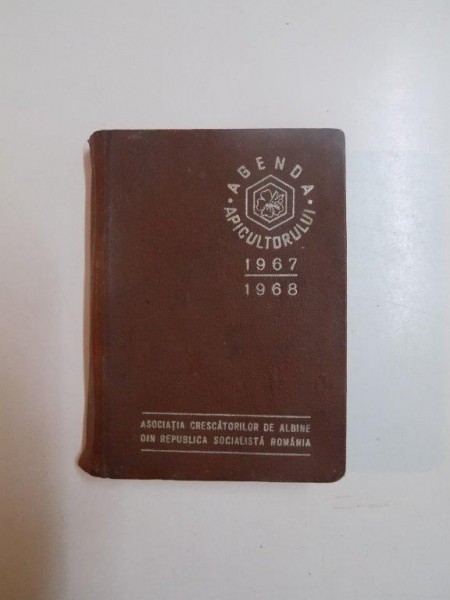 • AGENDA •
APICULTORULUI
1967
1968
ASOCIAȚIA CRESCĂTORILOR DE ALBINE
DIN REPUBLICA SOCIALISTĂ ROMÂNIA